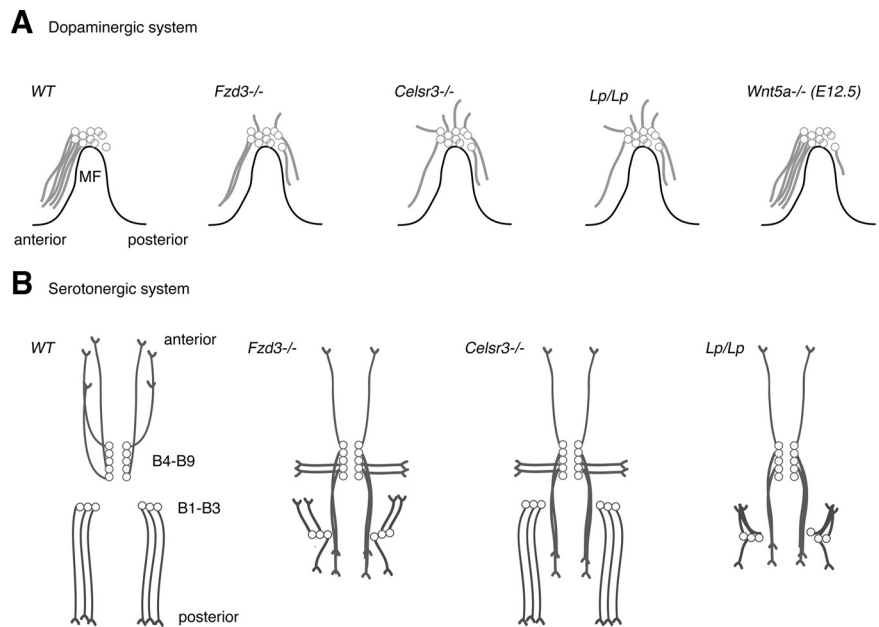 A Dopaminergic system
WT
Fzd3-/-
Celsr3-/-
Lp/Lp
Wnt5a-/- (E12.5)
MF
anterior
posterior
B Serotonergic system
WT
anterior
Fzd3-/-
Celsr3-/-
Lp/Lp
B4-B9
B1-B3
posterior